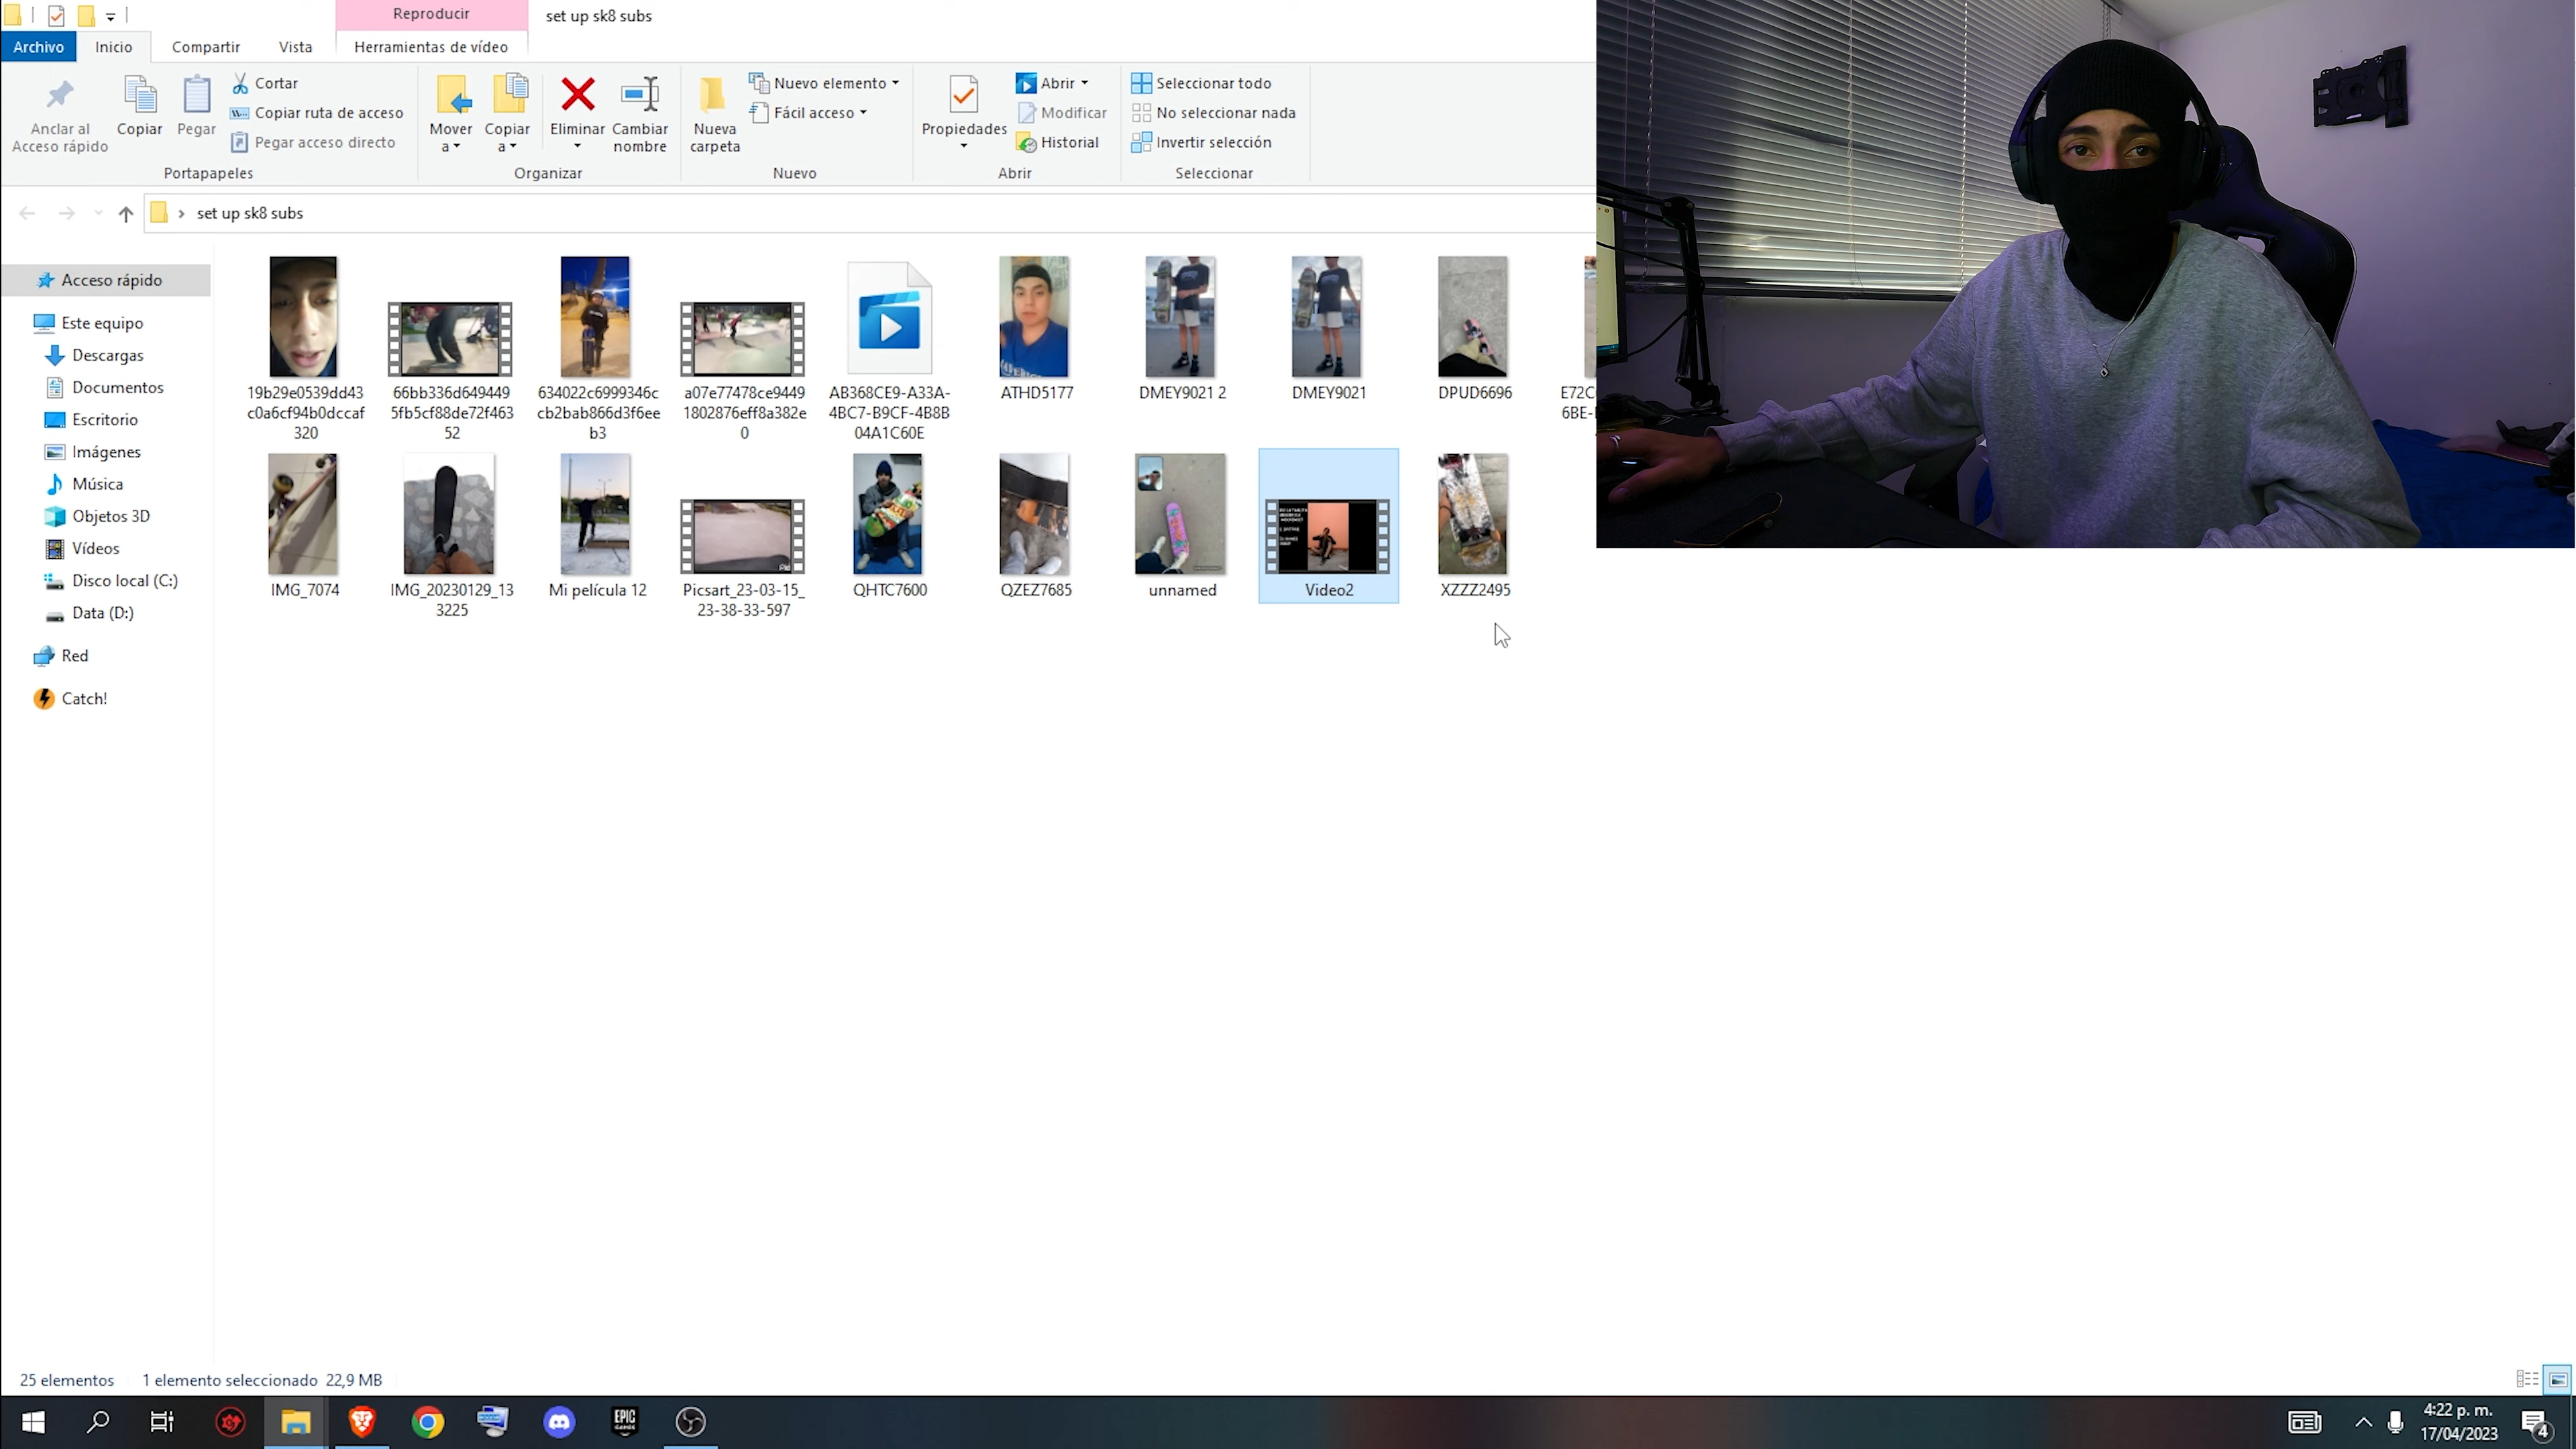 Reproducir
set up sk8 subs
Archivo
Inicio
Compartir
Vista
Herramientas de vídeo
Anclar al
Acceso rápido
Copiar
Pegar
Cortar
Copiar ruta de acceso
Pegar acceso directo
Portapapeles
Mover
a
Copiar
a
Eliminar
Cambiar
nombre
Organizar
Nueva
carpeta
Nuevo elemento
Fácil acceso
Nuevo
Propiedades
Abrir
Modificar
Historial
Abrir
Seleccionar todo
No seleccionar nada
Invertir selección
Seleccionar
set up sk8 subs
Acceso rápido
Este equipo
Descargas
Documentos
Escritorio
Imágenes
Música
Objetos 3D
Vídeos
Disco local (C:)
Data (D:)
Red
Catch!
19b29e0539dd43
c0a6cf94b0dccaf
320
66bb336d649449
5fb5cf88de72f463
52
634022c6999346c
cb2bab866d3f6ee
b3
a07e77478ce9449
1802876eff8a382e
0
AB368CE9-A33A-
4BC7-B9CF-4B8B
04A1C60E
ATHD5177
DMEY9021 2
DMEY9021
DPUD6696
E72C
6BE-
IMG_7074
IMG_20230129_13
3225
Mi película 12
Picsart_23-03-15_
23-38-33-597
QHTC7600
QZEZ7685
unnamed
Video2
XZZZ2495
25 elementos
1 elemento seleccionado 22,9 MB
EPIC
GAMES
4:22 p. m.
17/04/2023
4